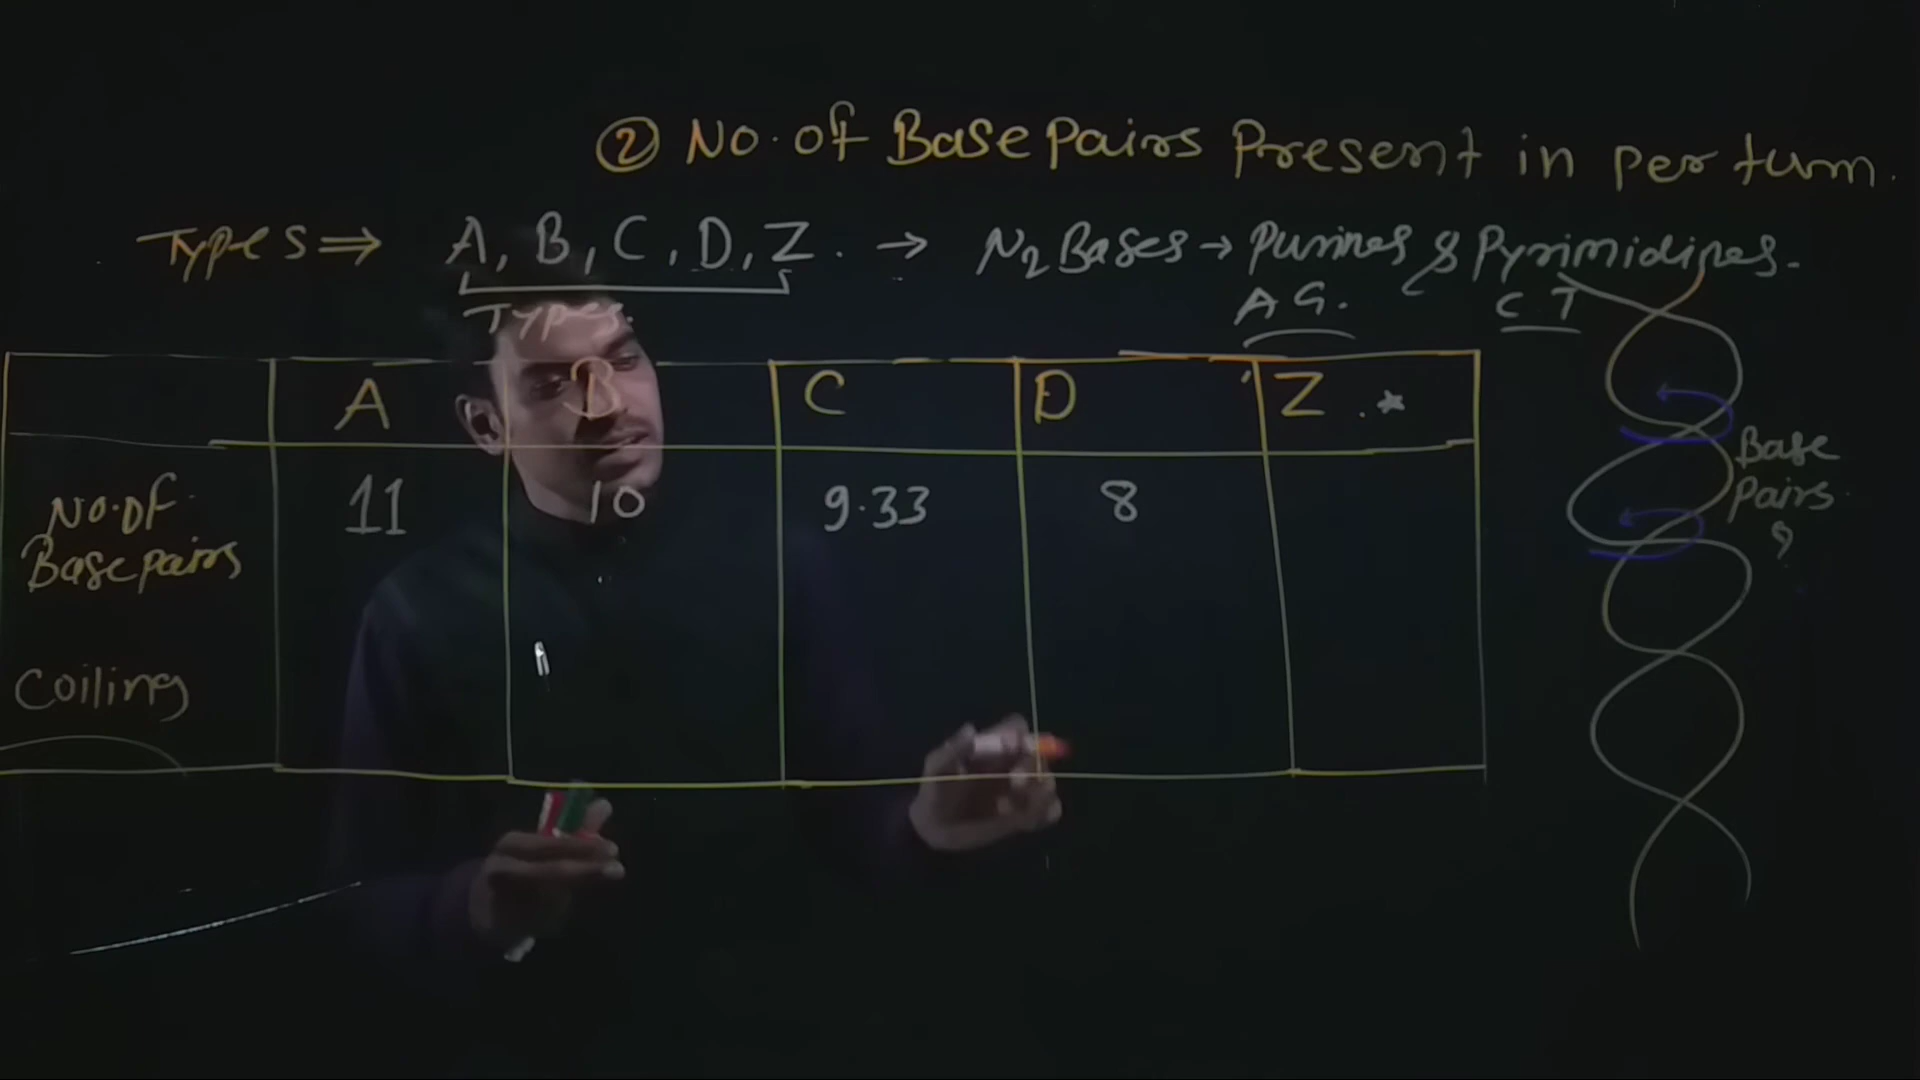 ② No. of Base Pairs Present in per turn.
Types ⇒ A, B, C, D, Z. → N2 Bases → Purines & Pyrimidines.
Types.
A G.
C T
A
B
C
D
Z .*
No. of Base pairs
11
10
9.33
8
Coiling
Base
Pairs